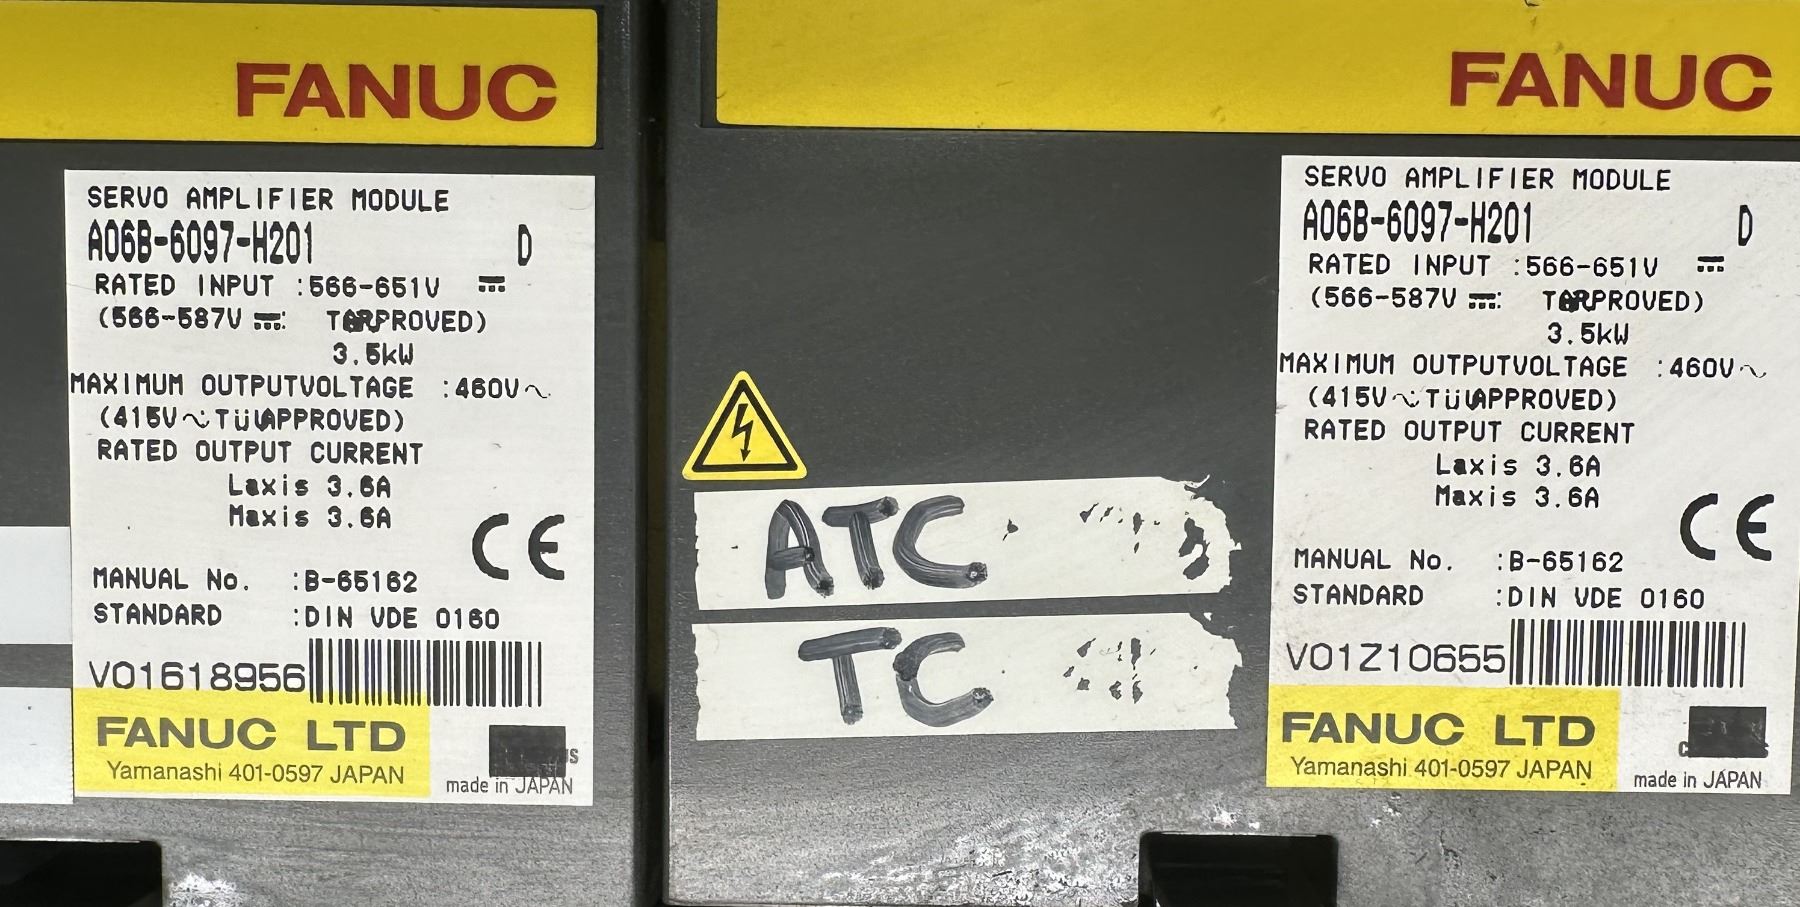 FANUC
SERVO AMPLIFIER MODULE
A06B-6097-H201 D
RATED INPUT :566-651V
(566-587V : APPROVED)
3.5kW
MAXIMUM OUTPUTVOLTAGE :460V~
(415V~: TÜV APPROVED)
RATED OUTPUT CURRENT
Laxis 3.6A
Maxis 3.6A
CE
MANUAL No. :B-65162
STANDARD :DIN VDE 0160
V01618956
FANUC LTD
Yamanashi 401-0597 JAPAN
made in JAPAN
ATC
TC
FANUC
SERVO AMPLIFIER MODULE
A06B-6097-H201 D
RATED INPUT :566-651V
(566-587V : APPROVED)
3.5kW
MAXIMUM OUTPUTVOLTAGE :460V~
(415V~: TÜV APPROVED)
RATED OUTPUT CURRENT
Laxis 3.6A
Maxis 3.6A
CE
MANUAL No. :B-65162
STANDARD :DIN VDE 0160
V01Z10655
FANUC LTD
Yamanashi 401-0597 JAPAN
made in JAPAN